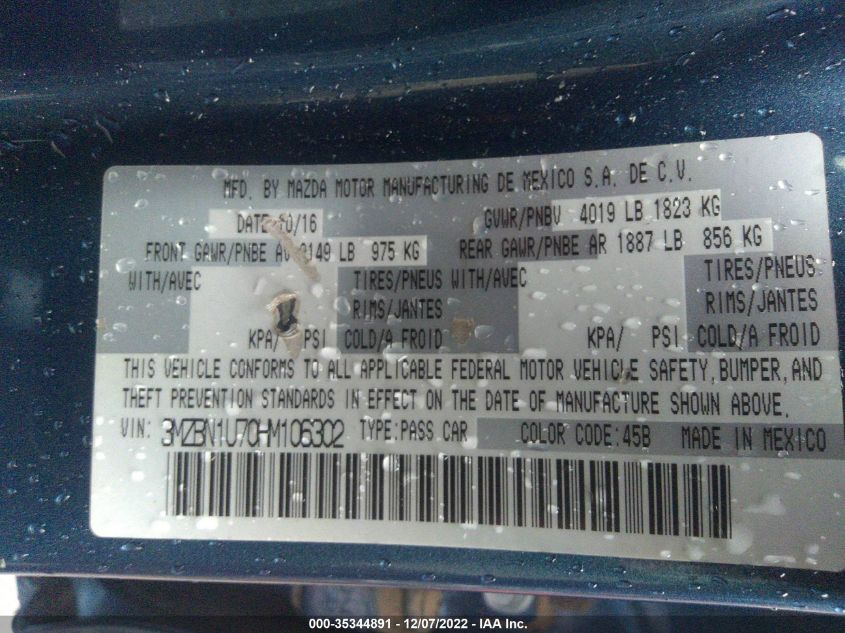 MFD. BY MAZDA MOTOR MANUFACTURING DE MEXICO S.A. DE C.V.
DATE 10/16 GVWR/PNBV 4019 LB 1823 KG
FRONT GAWR/PNBE AV 2149 LB 975 KG REAR GAWR/PNBE AR 1887 LB 856 KG
WITH/AVEC TIRES/PNEUS WITH/AVEC TIRES/PNEUS
RIMS/JANTES RIMS/JANTES
KPA/ PSI COLD/A FROID KPA/ PSI COLD/A FROID
THIS VEHICLE CONFORMS TO ALL APPLICABLE FEDERAL MOTOR VEHICLE SAFETY, BUMPER, AND
THEFT PREVENTION STANDARDS IN EFFECT ON THE DATE OF MANUFACTURE SHOWN ABOVE.
VIN: 3MZBN1U70HM106302 TYPE:PASS CAR COLOR CODE:45B MADE IN MEXICO
000-35344891 - 12/07/2022 - IAA Inc.